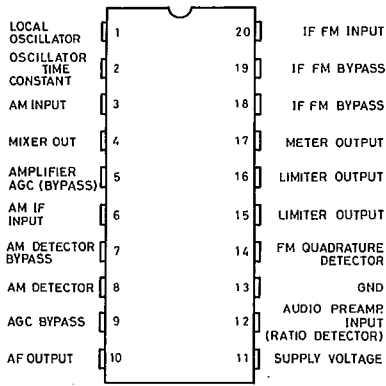 LOCAL
OSCILLATOR
1
OSCILLATOR
TIME
CONSTANT
2
AM INPUT
3
MIXER OUT
4
AMPLIFIER
AGC (BYPASS)
5
AM IF
INPUT
6
AM DETECTOR
BYPASS
7
AM DETECTOR
8
AGC BYPASS
9
AF OUTPUT
10
20
IF FM INPUT
19
IF FM BYPASS
18
IF FM BYPASS
17
METER OUTPUT
16
LIMITER OUTPUT
15
LIMITER OUTPUT
14
FM QUADRATURE
DETECTOR
13
GND
12
AUDIO PREAMP.
INPUT
(RATIO DETECTOR)
11
SUPPLY VOLTAGE